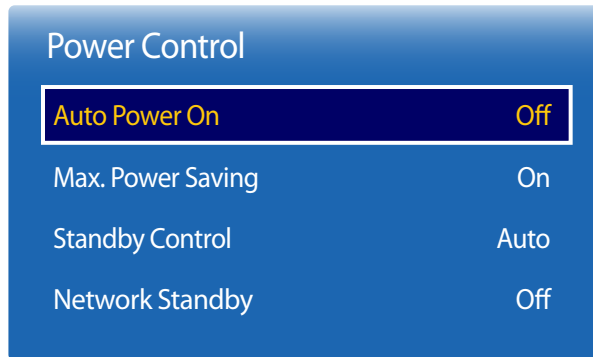 Power Control
Auto Power On Off
Max. Power Saving On
Standby Control Auto
Network Standby Off